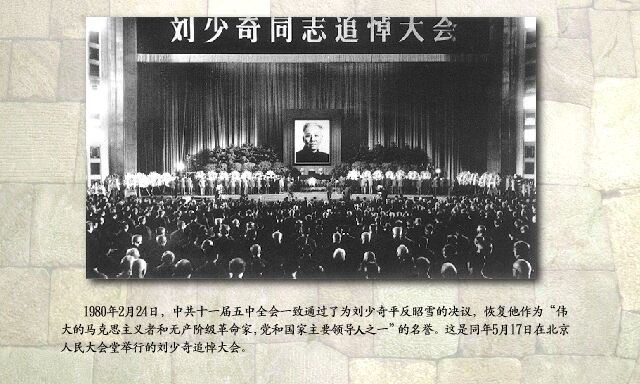 刘少奇同志追悼大会
1980年2月24日，中共十一届五中全会一致通过了为刘少奇平反昭雪的决议，恢复他作为“伟
大的马克思主义者和无产阶级革命家，党和国家主要领导人之一”的名誉。这是同年5月17日在北京
人民大会堂举行的刘少奇追悼大会。